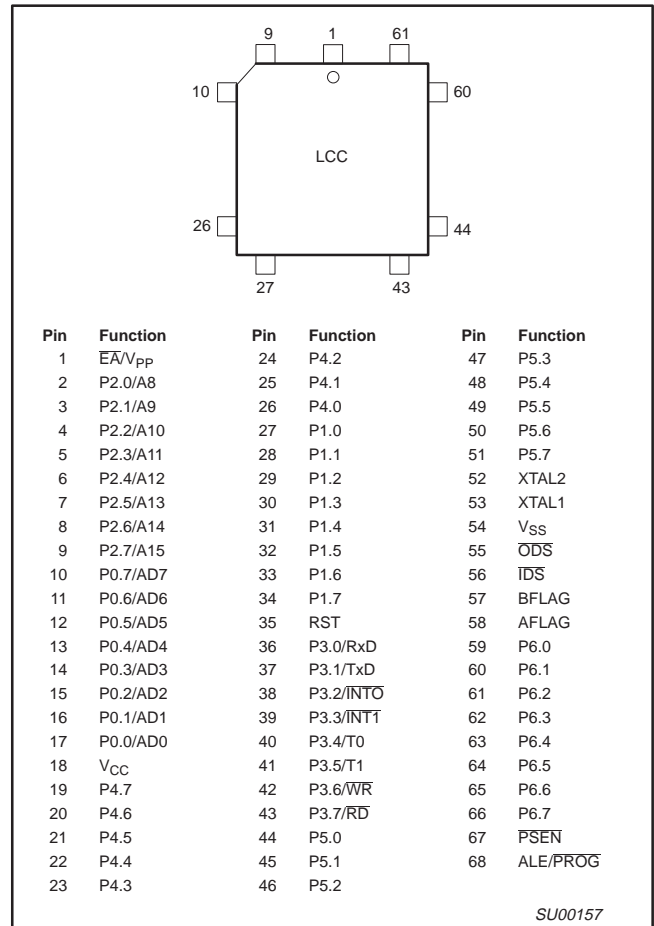 9 1 61
10 60
LCC
26 44
27 43
Pin Function Pin Function Pin Function
1 E̅A̅/VPP 24 P4.2 47 P5.3
2 P2.0/A8 25 P4.1 48 P5.4
3 P2.1/A9 26 P4.0 49 P5.5
4 P2.2/A10 27 P1.0 50 P5.6
5 P2.3/A11 28 P1.1 51 P5.7
6 P2.4/A12 29 P1.2 52 XTAL2
7 P2.5/A13 30 P1.3 53 XTAL1
8 P2.6/A14 31 P1.4 54 VSS
9 P2.7/A15 32 P1.5 55 O̅D̅S̅
10 P0.7/AD7 33 P1.6 56 I̅D̅S̅
11 P0.6/AD6 34 P1.7 57 BFLAG
12 P0.5/AD5 35 RST 58 AFLAG
13 P0.4/AD4 36 P3.0/RxD 59 P6.0
14 P0.3/AD3 37 P3.1/TxD 60 P6.1
15 P0.2/AD2 38 P3.2/I̅N̅T̅O̅ 61 P6.2
16 P0.1/AD1 39 P3.3/I̅N̅T̅1̅ 62 P6.3
17 P0.0/AD0 40 P3.4/T0 63 P6.4
18 VCC 41 P3.5/T1 64 P6.5
19 P4.7 42 P3.6/W̅R̅ 65 P6.6
20 P4.6 43 P3.7/R̅D̅ 66 P6.7
21 P4.5 44 P5.0 67 P̅S̅E̅N̅
22 P4.4 45 P5.1 68 ALE/P̅R̅O̅G̅
23 P4.3 46 P5.2
SU00157